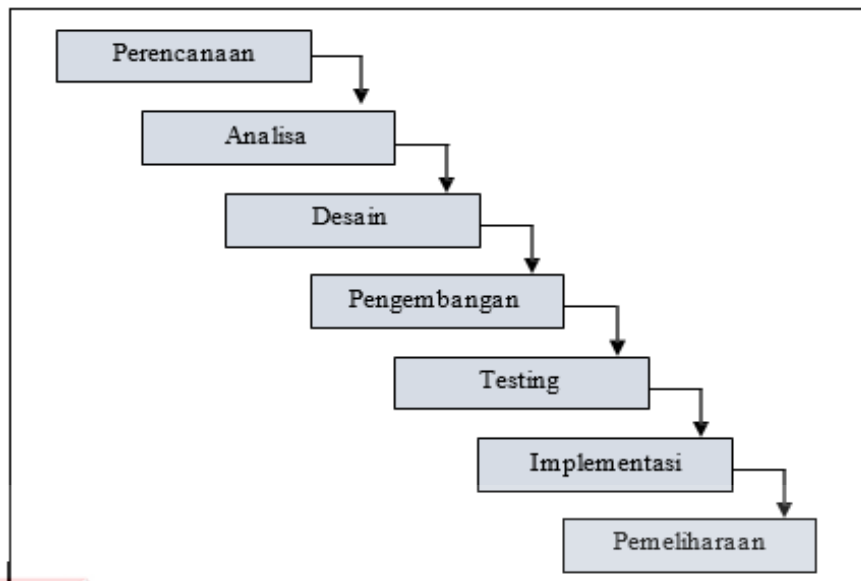 Perencanaan
Analisa
Desain
Pengembangan
Testing
Implementasi
Pemeliharaan